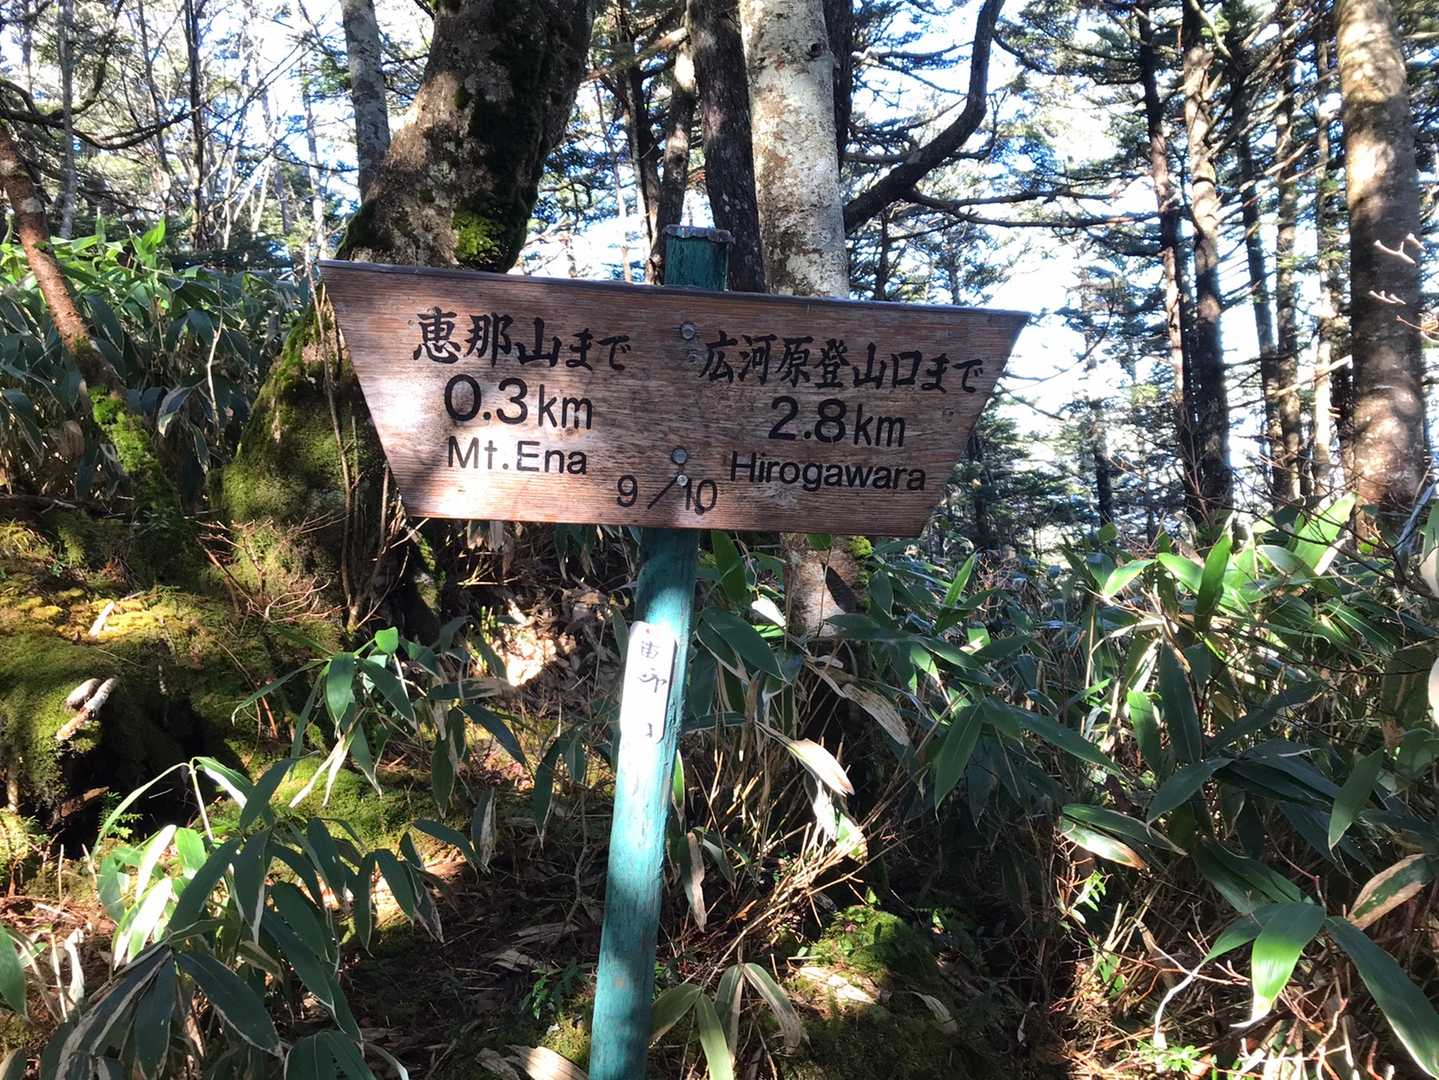 恵那山まで
0.3km
Mt.Ena
広河原登山口まで
2.8km
Hirogawara
9/10